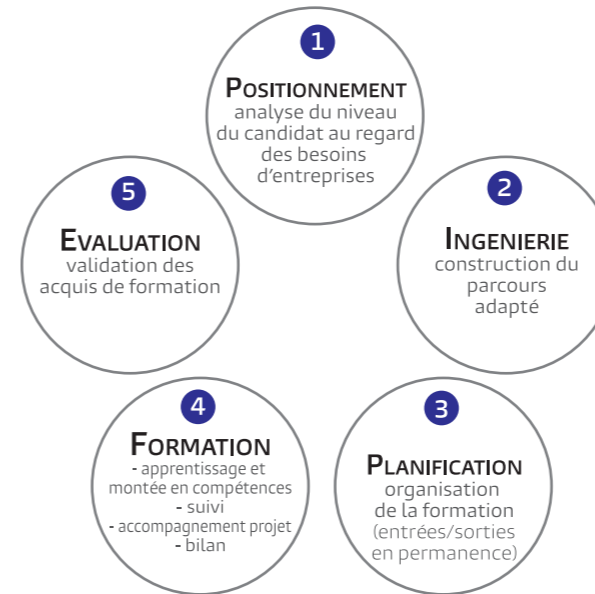 1
POSITIONNEMENT
analyse du niveau
du candidat au regard
des besoins
d'entreprises
2
INGENIERIE
construction du
parcours
adapté
3
PLANIFICATION
organisation
de la formation
(entrées/sorties
en permanence)
4
FORMATION
- apprentissage et
montée en compétences
- suivi
- accompagnement projet
- bilan
5
EVALUATION
validation des
acquis de formation